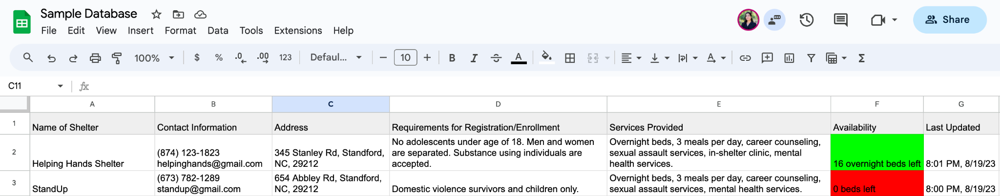 Sample Database
File Edit View Insert Format Data Tools Extensions Help
Share
100% $ % .0 .00 123 Defaul... 10 B I S A A Σ
C11 fx
A B C D E F G
1 Name of Shelter Contact Information Address Requirements for Registration/Enrollment Services Provided Availability Last Updated
2
Helping Hands Shelter
(874) 123-1823
helpinghands@gmail.com
345 Stanley Rd, Standford,
NC, 29212
No adolescents under age of 18. Men and women
are separated. Substance using individuals are
accepted.
Overnight beds, 3 meals per day, career counseling,
sexual assault services, in-shelter clinic, mental
health services.
16 overnight beds left
8:01 PM, 8/19/23
3
StandUp
(673) 782-1289
standup@gmail.com
654 Abbley Rd, Standford,
NC, 29212
Domestic violence survivors and children only.
Overnight beds, 3 meals per day, career counseling,
sexual assault services, mental health services.
0 beds left
8:00 PM, 8/19/23